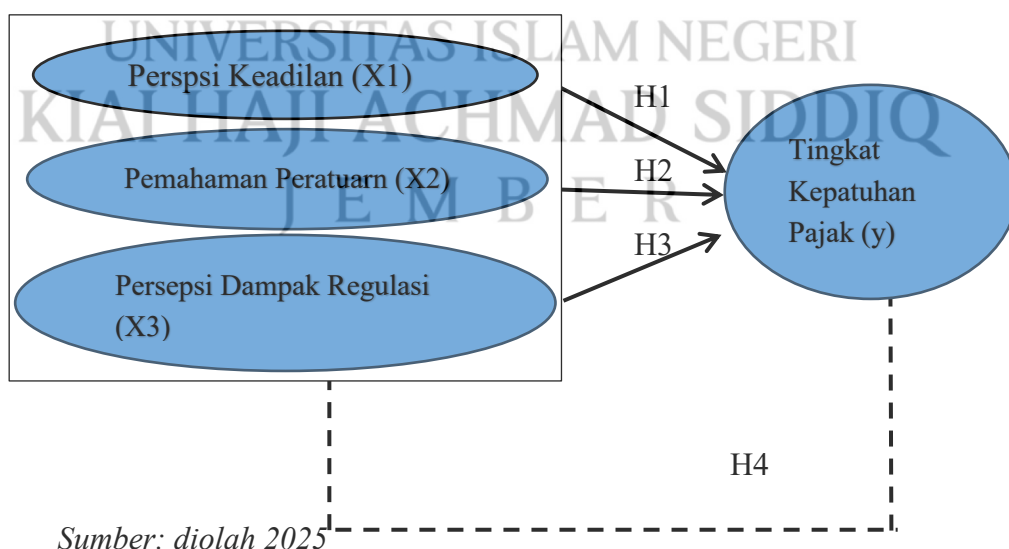 UNIVERSITAS ISLAM NEGERI
KIAI HAJI ACHMAD SIDDIQ
JEMBER
Perspsi Keadilan (X1)
Pemahaman Peratuarn (X2)
Persepsi Dampak Regulasi
(X3)
H1
H2
H3
Tingkat
Kepatuhan
Pajak (y)
H4
Sumber: diolah 2025